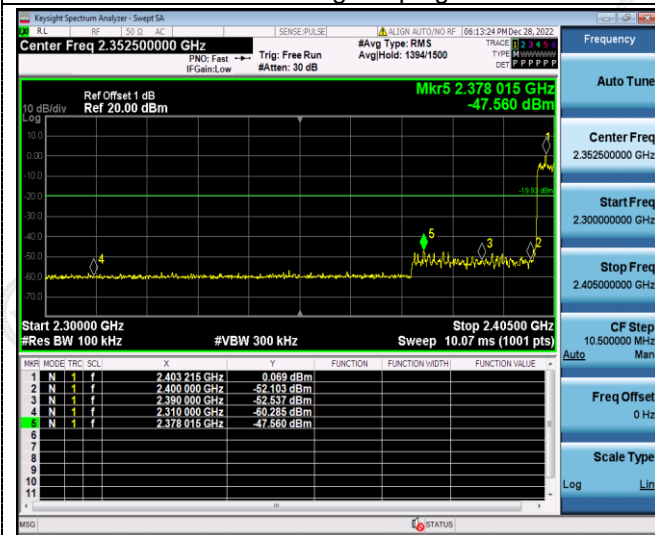 Keysight Spectrum Analyzer - Swept SA
RL RF 50 Ω AC SENSE:PULSE ALIGN AUTO/NO RF 06:13:24 PM Dec 28, 2022
Center Freq 2.352500000 GHz
PNO: Fast
IFGain:Low
Trig: Free Run
#Atten: 30 dB
#Avg Type: RMS
Avg|Hold: 1394/1500
TRACE 1 2 3 4 5 6
TYPE M WWWWW
DET P P P P P P
Ref Offset 1 dB
10 dB/div Ref 20.00 dBm
Log
Mkr5 2.378 015 GHz
-47.560 dBm
10.0
0.00
-10.0
-20.0
-30.0
-40.0
-50.0
-60.0
-70.0
1
-19.93 dBm
5
3
2
4
Start 2.30000 GHz Stop 2.40500 GHz
#Res BW 100 kHz #VBW 300 kHz Sweep 10.07 ms (1001 pts)
MKR MODE TRC SCL X Y FUNCTION FUNCTION WIDTH FUNCTION VALUE
1 N 1 f 2.403 215 GHz 0.069 dBm
2 N 1 f 2.400 000 GHz -52.103 dBm
3 N 1 f 2.390 000 GHz -52.537 dBm
4 N 1 f 2.310 000 GHz -60.285 dBm
5 N 1 f 2.378 015 GHz -47.560 dBm
6
7
8
9
10
11
MSG STATUS
Frequency
Auto Tune
Center Freq
2.352500000 GHz
Start Freq
2.300000000 GHz
Stop Freq
2.405000000 GHz
CF Step
10.500000 MHz
Auto Man
Freq Offset
0 Hz
Scale Type
Log Lin